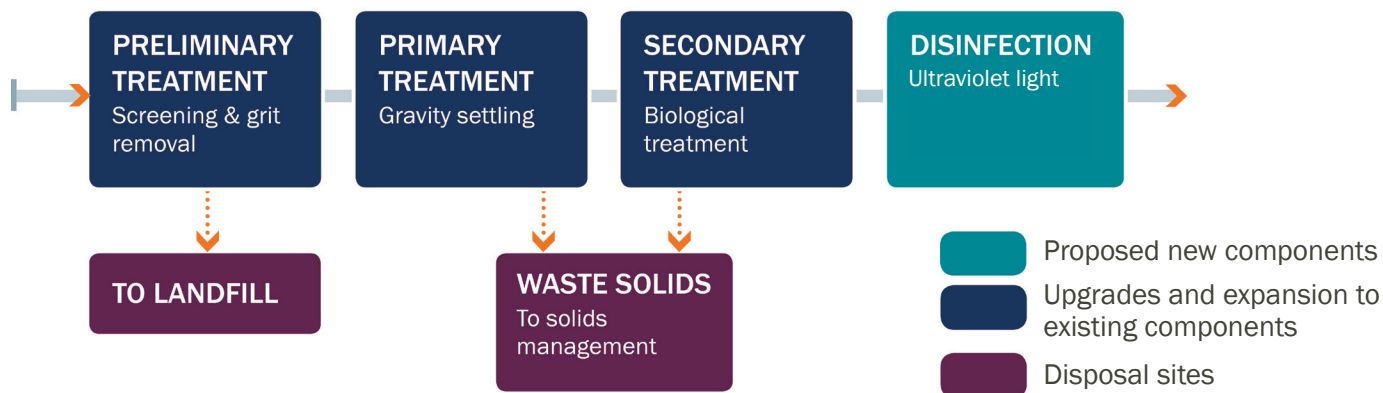 PRELIMINARY
TREATMENT
Screening & grit
removal
PRIMARY
TREATMENT
Gravity settling
SECONDARY
TREATMENT
Biological
treatment
DISINFECTION
Ultraviolet light
TO LANDFILL
WASTE SOLIDS
To solids
management
Proposed new components
Upgrades and expansion to
existing components
Disposal sites